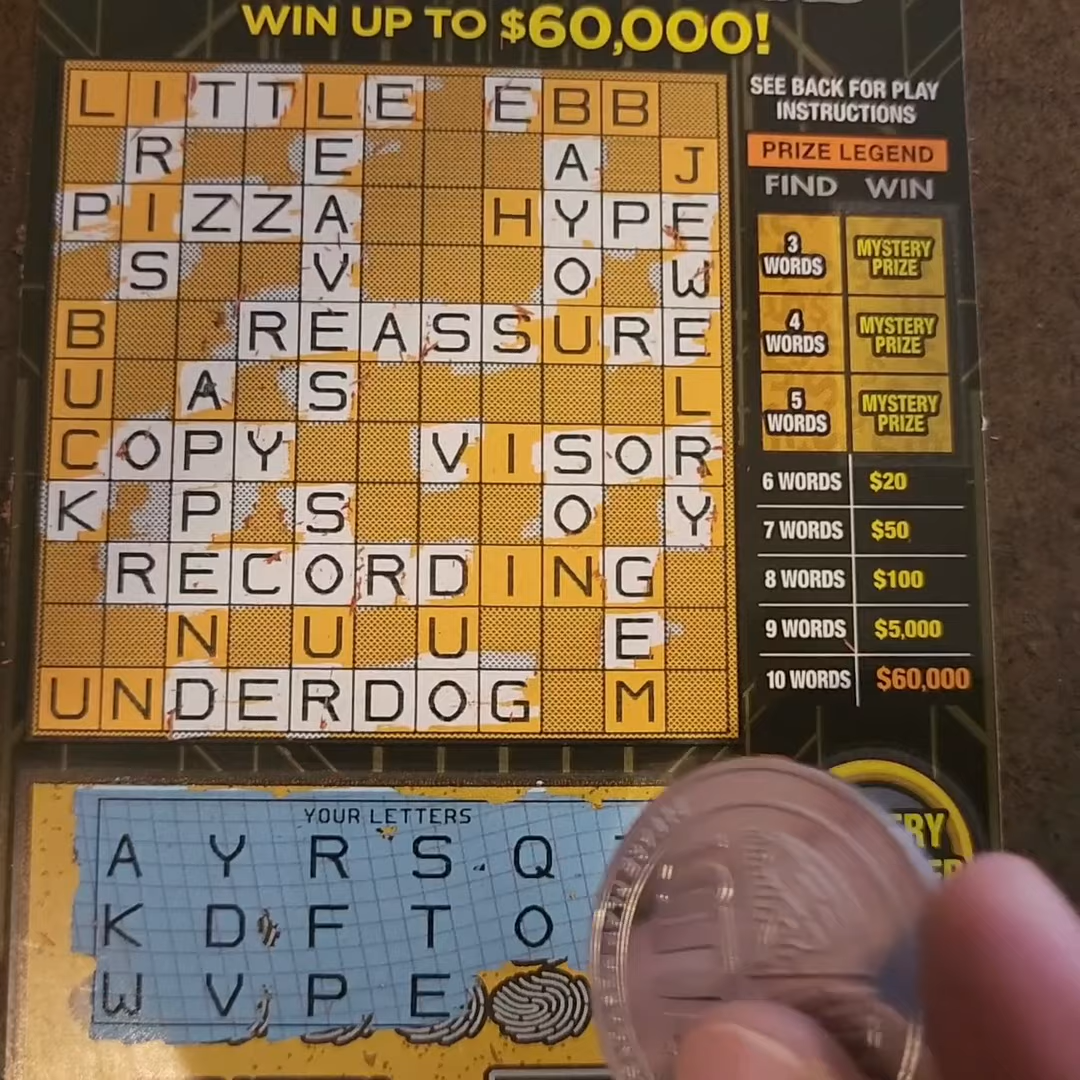 WIN UP TO $60,000!
LITTLE EBB
R E A J
PIZZA HYPE
S V O W
B REASSURE
U A S L
COPY VISOR
K P S O Y
RECORDING
N U U E
UNDERDOG M
SEE BACK FOR PLAY
INSTRUCTIONS
PRIZE LEGEND
FIND WIN
3 WORDS MYSTERY PRIZE
4 WORDS MYSTERY PRIZE
5 WORDS MYSTERY PRIZE
6 WORDS $20
7 WORDS $50
8 WORDS $100
9 WORDS $5,000
10 WORDS $60,000
YOUR LETTERS
A Y R S Q
K D F T O
W V P E